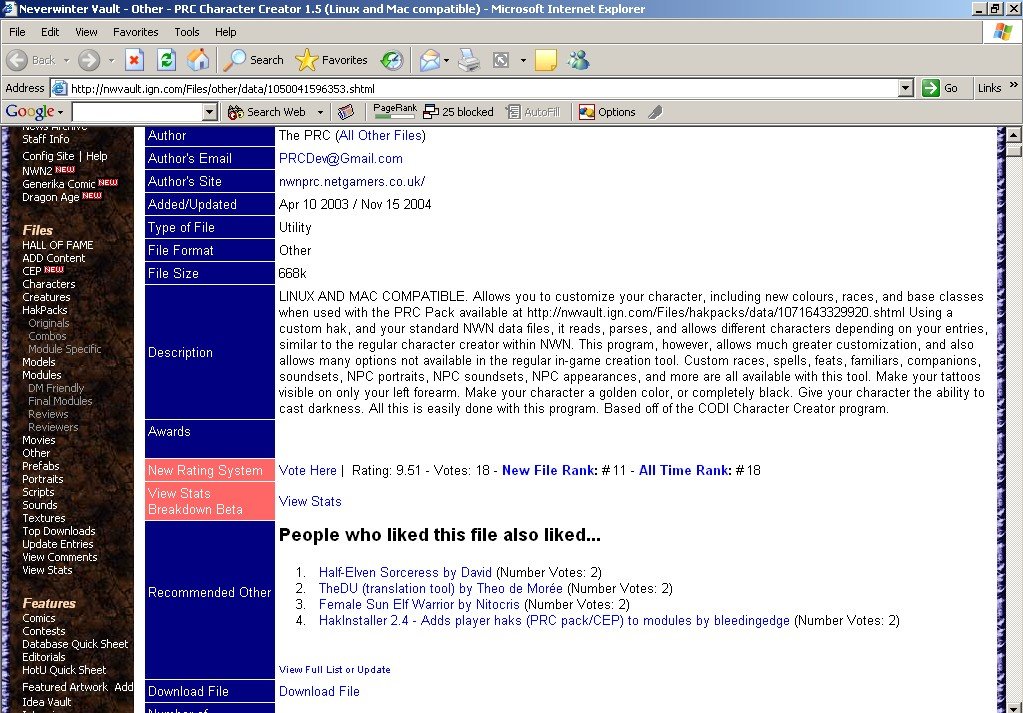 Neverwinter Vault - Other - PRC Character Creator 1.5 (Linux and Mac compatible) - Microsoft Internet Explorer
File Edit View Favorites Tools Help
Back Search Favorites
Address http://nwvault.ign.com/Files/other/data/1050041596353.shtml Go Links »
Google Search Web PageRank 25 blocked AutoFill Options
News Archive
Staff Info
Config Site | Help
NWN2 NEW
Generika Comic NEW
Dragon Age NEW
Files
HALL OF FAME
ADD Content
CEP NEW
Characters
Creatures
HakPacks
Originals
Combos
Module Specific
Models
Modules
DM Friendly
Final Modules
Reviews
Reviewers
Movies
Other
Prefabs
Portraits
Scripts
Sounds
Textures
Top Downloads
Update Entries
View Comments
View Stats
Features
Comics
Contests
Database Quick Sheet
Editorials
HotU Quick Sheet
Featured Artwork Add
Idea Vault
Author The PRC (All Other Files)
Author's Email PRCDev@Gmail.com
Author's Site nwnprc.netgamers.co.uk/
Added/Updated Apr 10 2003 / Nov 15 2004
Type of File Utility
File Format Other
File Size 668k
Description
LINUX AND MAC COMPATIBLE. Allows you to customize your character, including new colours, races, and base classes
when used with the PRC Pack available at http://nwvault.ign.com/Files/hakpacks/data/1071643329920.shtml Using a
custom hak, and your standard NWN data files, it reads, parses, and allows different characters depending on your entries,
similar to the regular character creator within NWN. This program, however, allows much greater customization, and also
allows many options not available in the regular in-game creation tool. Custom races, spells, feats, familiars, companions,
soundsets, NPC portraits, NPC soundsets, NPC appearances, and more are all available with this tool. Make your tattoos
visible on only your left forearm. Make your character a golden color, or completely black. Give your character the ability to
cast darkness. All this is easily done with this program. Based off of the CODI Character Creator program.
Awards
New Rating System Vote Here | Rating: 9.51 - Votes: 18 - New File Rank: #11 - All Time Rank: #18
View Stats
Breakdown Beta
View Stats
Recommended Other
People who liked this file also liked...
1. Half-Elven Sorceress by David (Number Votes: 2)
2. TheDU (translation tool) by Theo de Morée (Number Votes: 2)
3. Female Sun Elf Warrior by Nitocris (Number Votes: 2)
4. HakInstaller 2.4 - Adds player haks (PRC pack/CEP) to modules by bleedingedge (Number Votes: 2)
View Full List or Update
Download File Download File
Number of